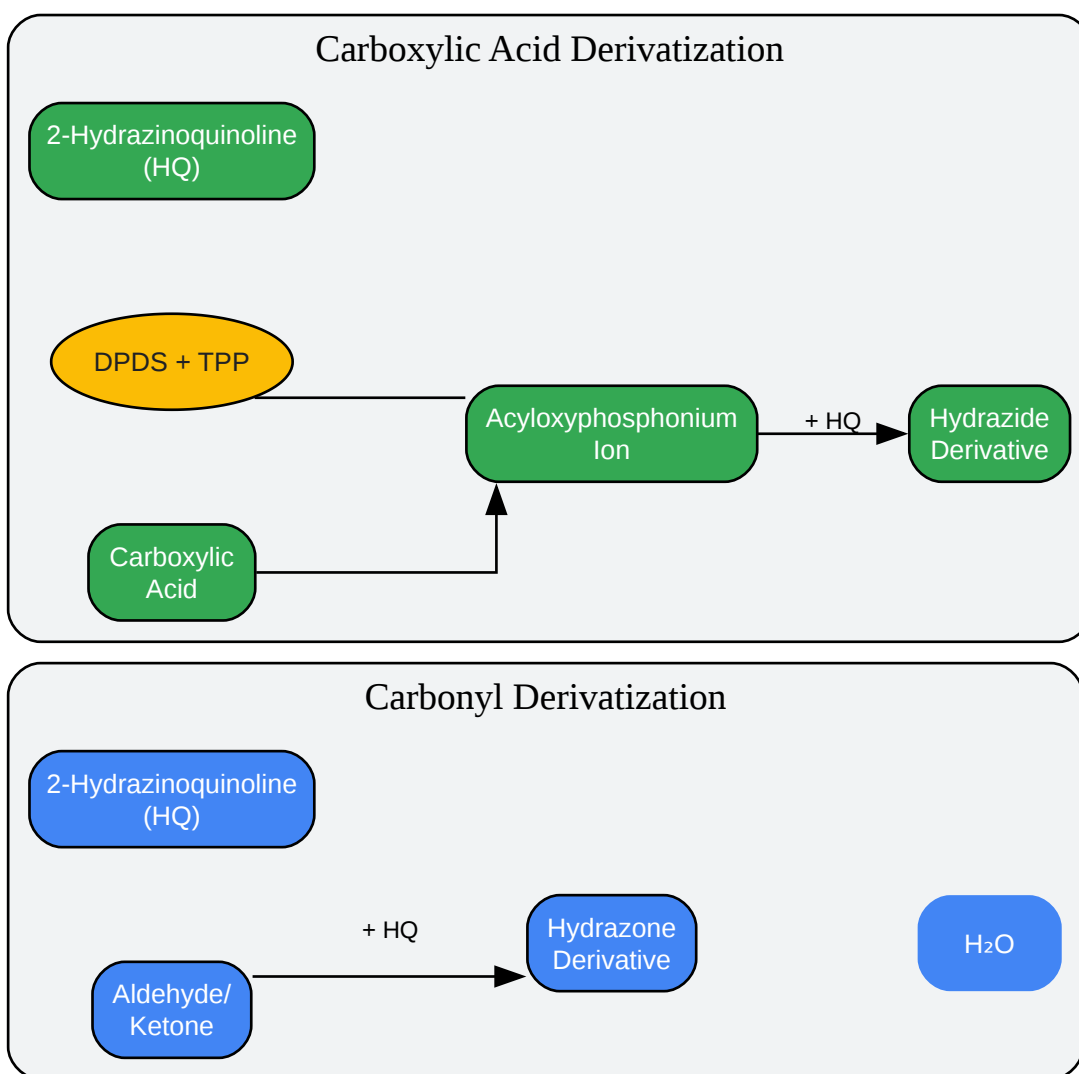 Carboxylic Acid Derivatization
2-Hydrazinoquinoline
(HQ)
DPDS + TPP
Acyloxyphosphonium
Ion
+ HQ
Hydrazide
Derivative
Carboxylic
Acid
Carbonyl Derivatization
2-Hydrazinoquinoline
(HQ)
+ HQ
Hydrazone
Derivative
H₂O
Aldehyde/
Ketone